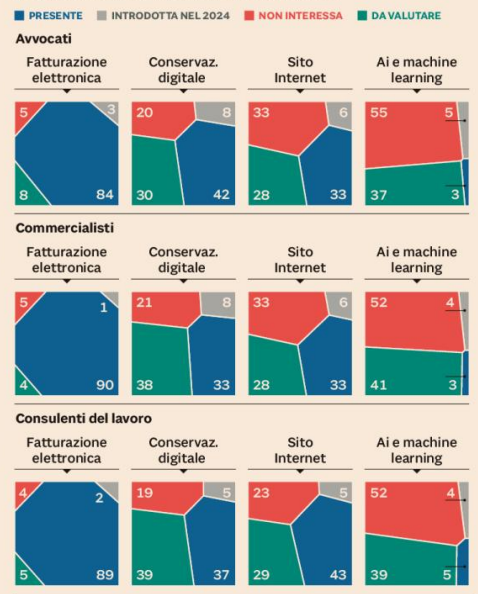 PRESENTE INTRODOTTA NEL 2024 NON INTERESSA DA VALUTARE
Avvocati
Fatturazione elettronica
Conservaz. digitale
Sito Internet
Ai e machine learning
5 3 20 8 33 6 55 5
8 84 30 42 28 33 37 3
Commercialisti
Fatturazione elettronica
Conservaz. digitale
Sito Internet
Ai e machine learning
5 1 21 8 33 6 52 4
4 90 38 33 28 33 41 3
Consulenti del lavoro
Fatturazione elettronica
Conservaz. digitale
Sito Internet
Ai e machine learning
4 2 19 5 23 5 52 4
5 89 39 37 29 43 39 5